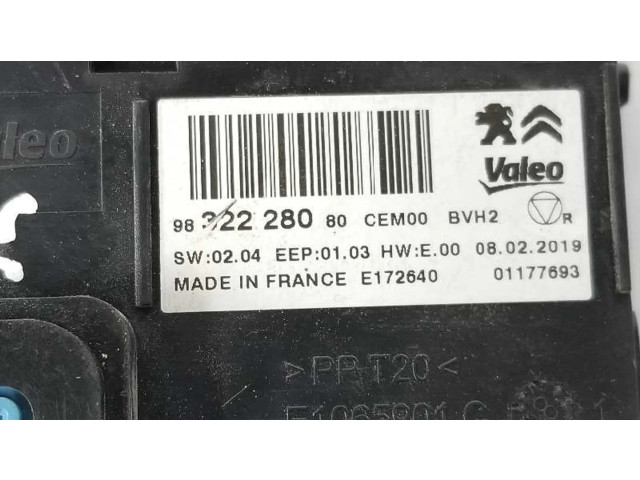 Valeo
98 322 280 80 CEM00 BVH2 R
SW:02.04 EEP:01.03 HW:E.00 08.02.2019
MADE IN FRANCE E172640 01177693
>PP-T20<